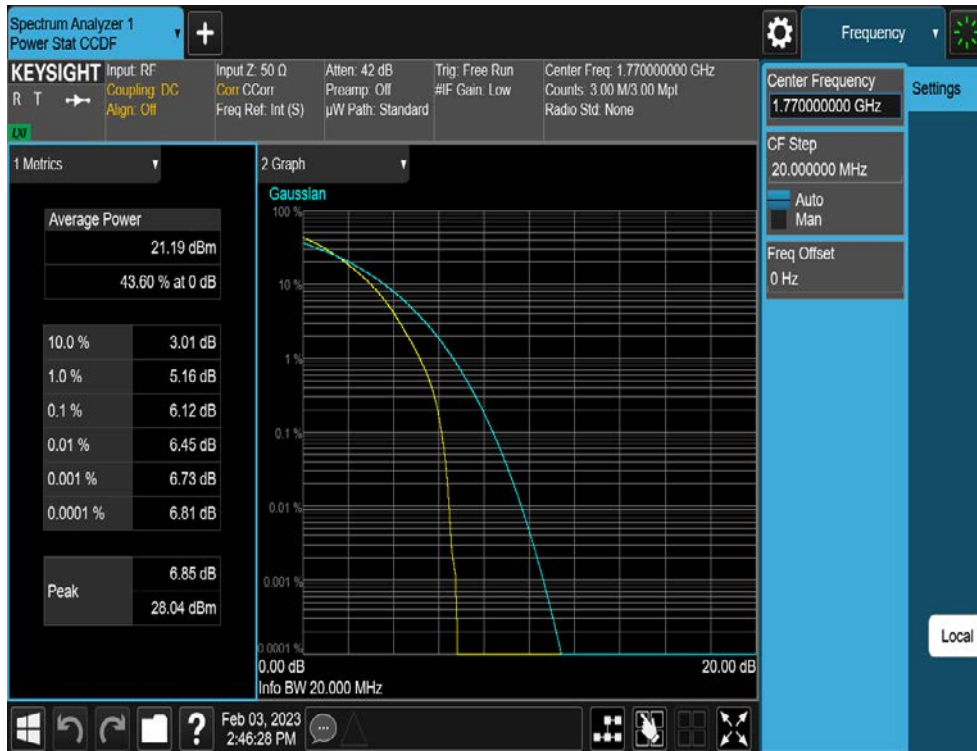 Spectrum Analyzer 1
Power Stat CCDF
Frequency
KEYSIGHT
R T
LXI
Input: RF
Coupling: DC
Align: Off
Input Z: 50 Ω
Corr CCorr
Freq Ref: Int (S)
Atten: 42 dB
Preamp: Off
µW Path: Standard
Trig: Free Run
#IF Gain: Low
Center Freq: 1.770000000 GHz
Counts: 3.00 M/3.00 Mpt
Radio Std: None
Center Frequency
1.770000000 GHz
Settings
CF Step
20.000000 MHz
Auto
Man
Freq Offset
0 Hz
Local
1 Metrics
Average Power
21.19 dBm
43.60 % at 0 dB
10.0 % 3.01 dB
1.0 % 5.16 dB
0.1 % 6.12 dB
0.01 % 6.45 dB
0.001 % 6.73 dB
0.0001 % 6.81 dB
Peak
6.85 dB
28.04 dBm
2 Graph
Gaussian
100 %
10 %
1 %
0.1 %
0.01 %
0.001 %
0.0001 %
0.00 dB 20.00 dB
Info BW 20.000 MHz
?
Feb 03, 2023
2:46:28 PM